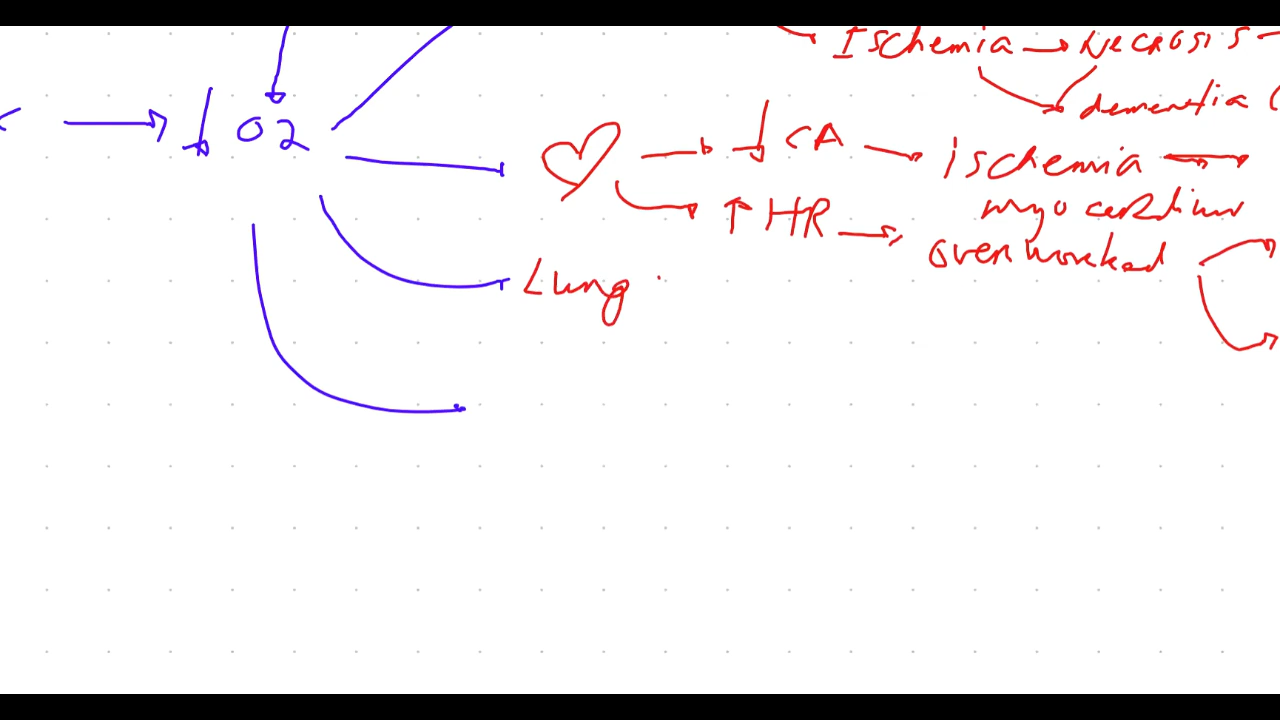 Ischemia → Necrosis
dementia
→ ↓ O2
→ ↓ CA → ischemia →
myocardium
→ ↑ HR → overworked
Lung